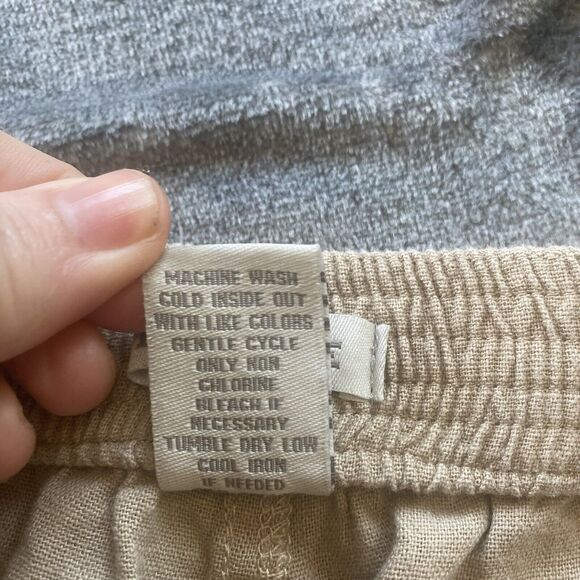 MACHINE WASH
COLD INSIDE OUT
WITH LIKE COLORS
GENTLE CYCLE
ONLY NON
CHLORINE
BLEACH IF
NECESSARY
TUMBLE DRY LOW
COOL IRON
IF NEEDED